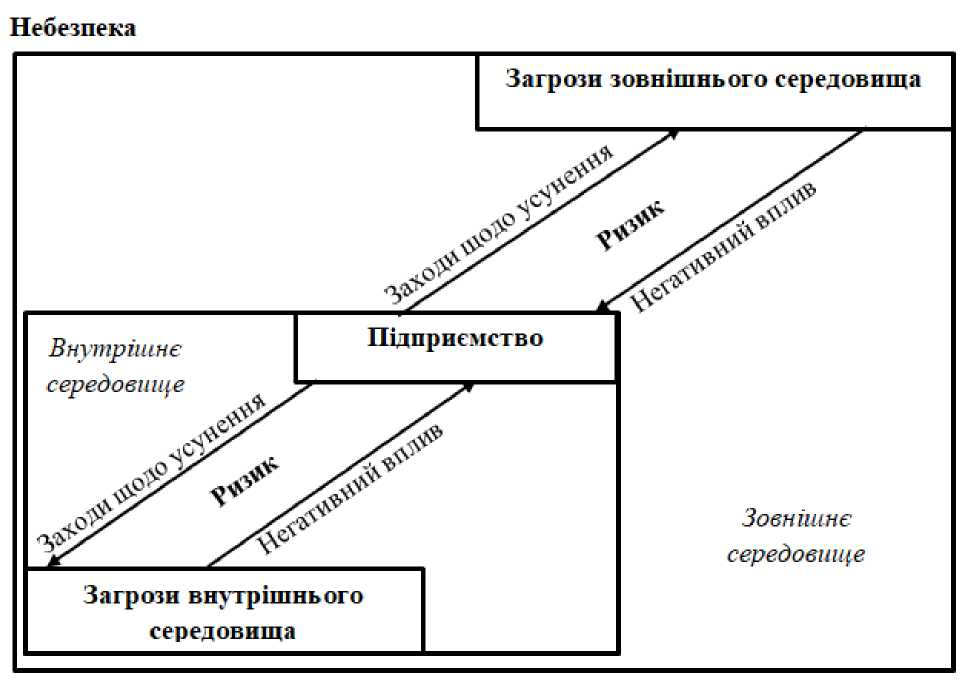 Небезпека
Загрози зовнішнього середовища
Заходи щодо усунення
Ризик
Негативний вплив
Підприємство
Внутрішнє
середовище
Заходи щодо усунення
Ризик
Негативний вплив
Зовнішнє
середовище
Загрози внутрішнього
середовища